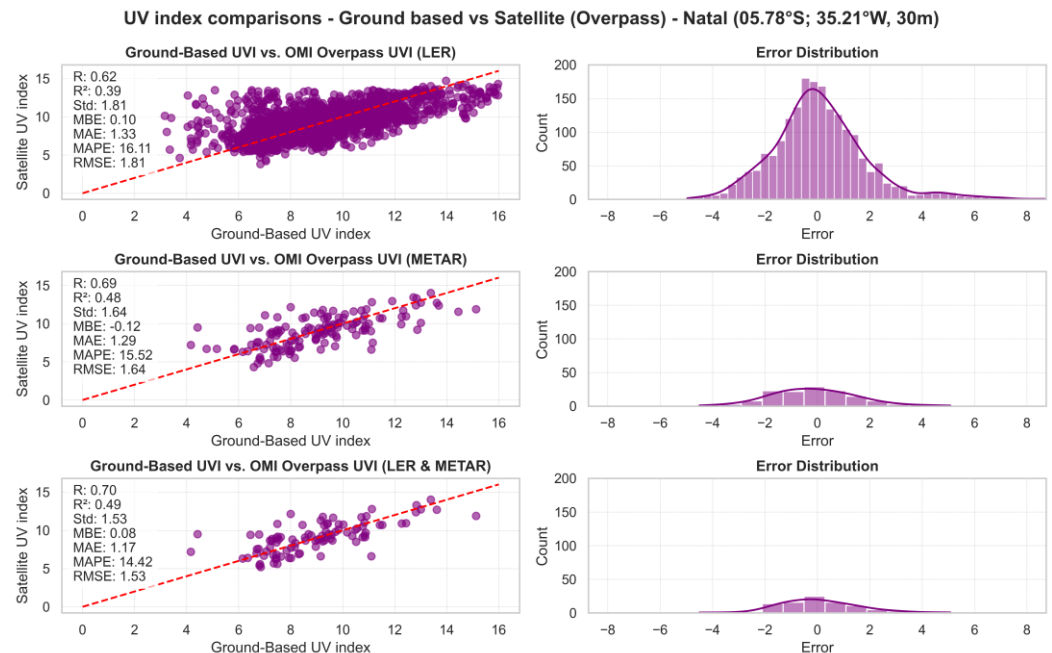 UV index comparisons - Ground based vs Satellite (Overpass) - Natal (05.78°S; 35.21°W, 30m)
Ground-Based UVI vs. OMI Overpass UVI (LER)
Satellite UV index
15
10
5
0
R: 0.62
R²: 0.39
Std: 1.81
MBE: 0.10
MAE: 1.33
MAPE: 16.11
RMSE: 1.81
0 2 4 6 8 10 12 14 16
Ground-Based UV index
Error Distribution
Count
200
150
100
50
0
−8 −6 −4 −2 0 2 4 6 8
Error
Ground-Based UVI vs. OMI Overpass UVI (METAR)
Satellite UV index
15
10
5
0
R: 0.69
R²: 0.48
Std: 1.64
MBE: -0.12
MAE: 1.29
MAPE: 15.52
RMSE: 1.64
0 2 4 6 8 10 12 14 16
Ground-Based UV index
Error Distribution
Count
200
150
100
50
0
−8 −6 −4 −2 0 2 4 6 8
Error
Ground-Based UVI vs. OMI Overpass UVI (LER & METAR)
Satellite UV index
15
10
5
0
R: 0.70
R²: 0.49
Std: 1.53
MBE: 0.08
MAE: 1.17
MAPE: 14.42
RMSE: 1.53
0 2 4 6 8 10 12 14 16
Ground-Based UV index
Error Distribution
Count
200
150
100
50
0
−8 −6 −4 −2 0 2 4 6 8
Error